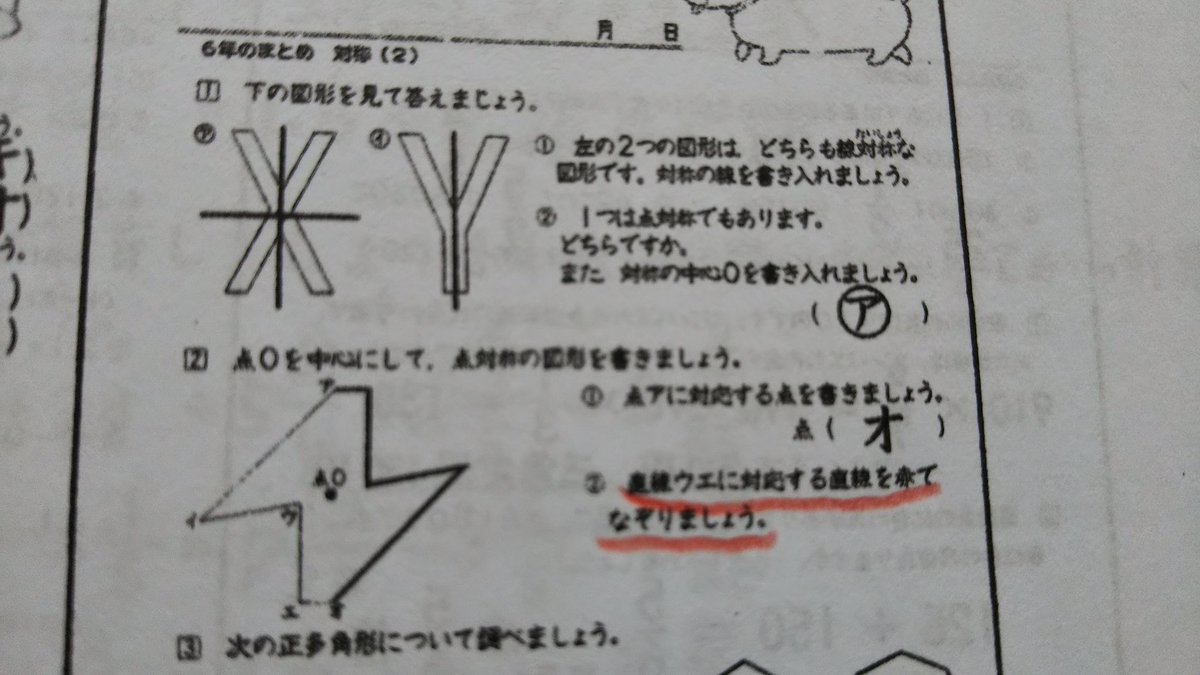 月 日
6年のまとめ 対称(2)
1 下の図形を見て答えましょう。
ア イ
① 左の2つの図形は、どちらも線対称な
たいしょう
図形です。対称の線を書き入れましょう。
② 1つは点対称でもあります。
どちらですか。
また 対称の中心Oを書き入れましょう。
( ア )
2 点Oを中心にして、点対称の図形を書きましょう。
ア
① 点アに対応する点を書きましょう。
点( オ )
点O
② 直線ウエに対応する直線を赤で
なぞりましょう。
イ ウ
エ オ
3 次の正多角形について調べましょう。